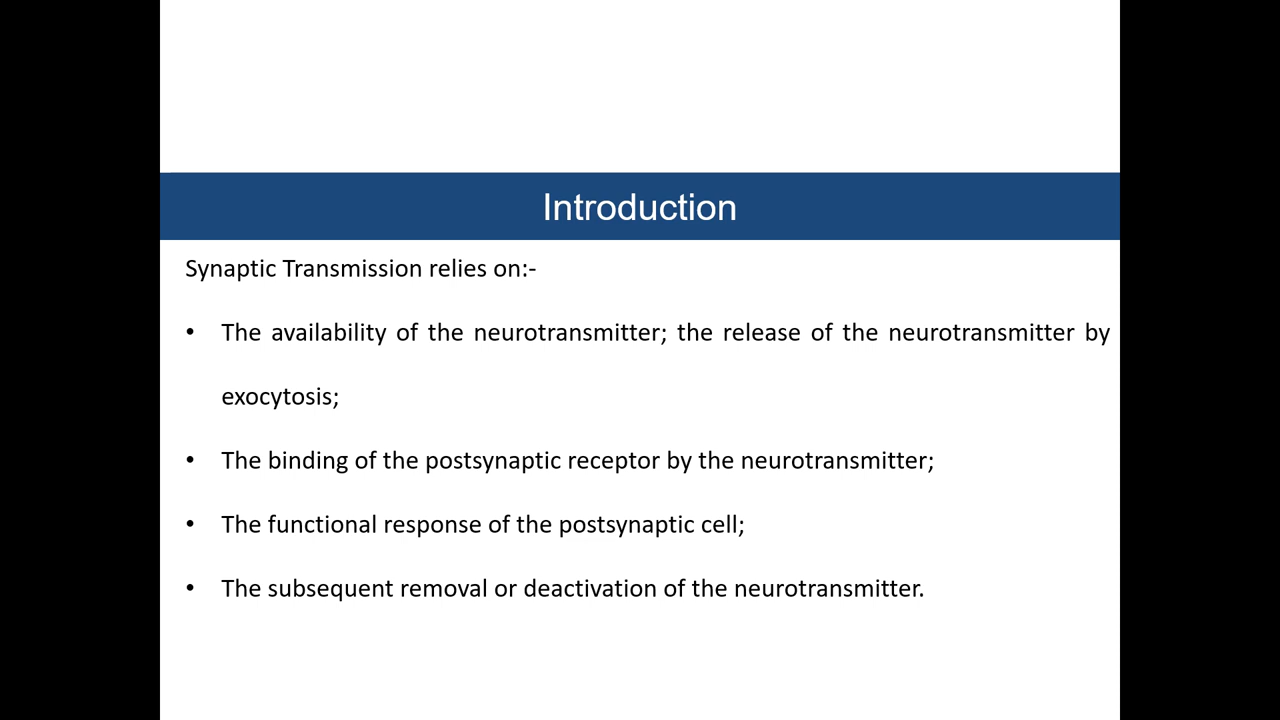 Introduction
Synaptic Transmission relies on:-
• The availability of the neurotransmitter; the release of the neurotransmitter by
exocytosis;
• The binding of the postsynaptic receptor by the neurotransmitter;
• The functional response of the postsynaptic cell;
• The subsequent removal or deactivation of the neurotransmitter.